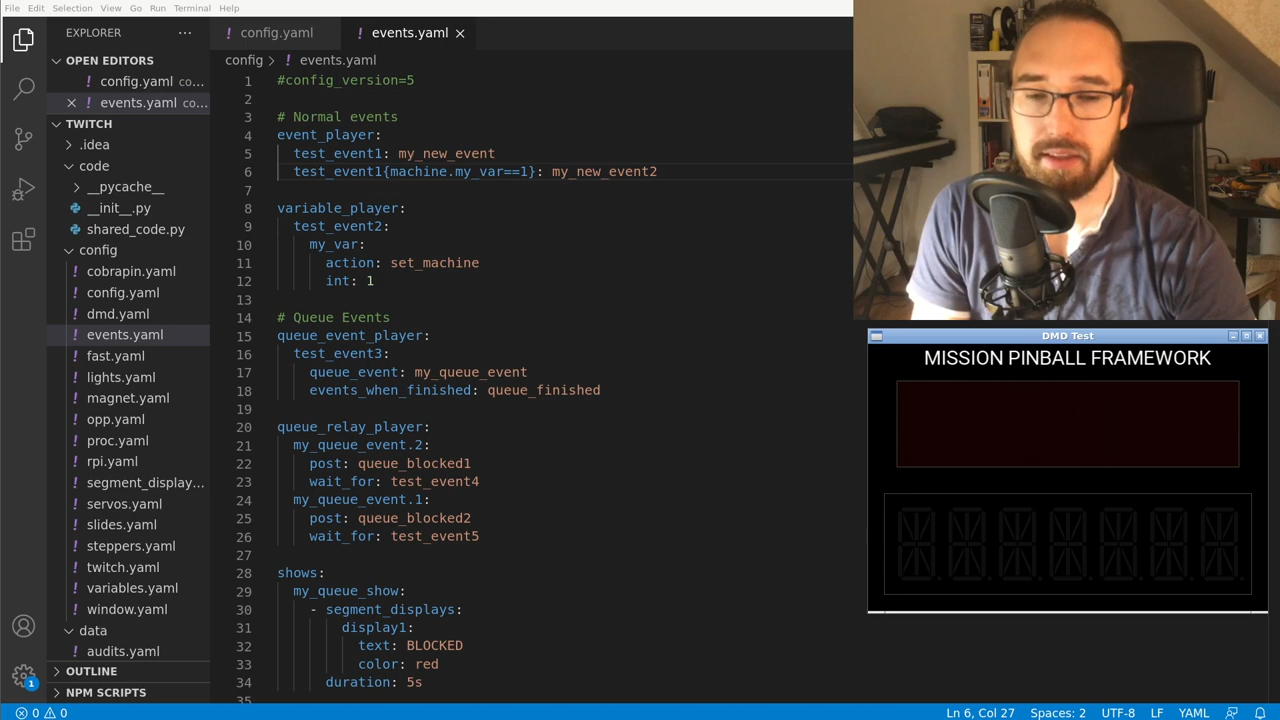 File Edit Selection View Go Run Terminal Help
EXPLORER
OPEN EDITORS
config.yaml co...
events.yaml co...
TWITCH
.idea
code
__pycache__
__init__.py
shared_code.py
config
cobrapin.yaml
config.yaml
dmd.yaml
events.yaml
fast.yaml
lights.yaml
magnet.yaml
opp.yaml
proc.yaml
rpi.yaml
segment_display...
servos.yaml
slides.yaml
steppers.yaml
twitch.yaml
variables.yaml
window.yaml
data
audits.yaml
OUTLINE
NPM SCRIPTS
config.yaml events.yaml
config > events.yaml
1 #config_version=5
2
3 # Normal events
4 event_player:
5 test_event1: my_new_event
6 test_event1{machine.my_var==1}: my_new_event2
7
8 variable_player:
9 test_event2:
10 my_var:
11 action: set_machine
12 int: 1
13
14 # Queue Events
15 queue_event_player:
16 test_event3:
17 queue_event: my_queue_event
18 events_when_finished: queue_finished
19
20 queue_relay_player:
21 my_queue_event.2:
22 post: queue_blocked1
23 wait_for: test_event4
24 my_queue_event.1:
25 post: queue_blocked2
26 wait_for: test_event5
27
28 shows:
29 my_queue_show:
30 - segment_displays:
31 display1:
32 text: BLOCKED
33 color: red
34 duration: 5s
35
DMD Test
MISSION PINBALL FRAMEWORK
1
0 0 Ln 6, Col 27 Spaces: 2 UTF-8 LF YAML